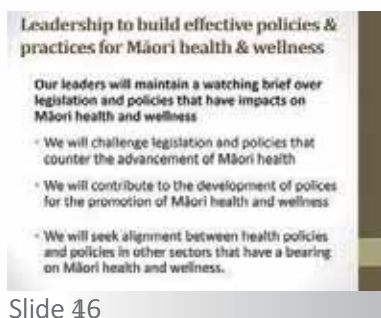 Leadership to build effective policies &
practices for Māori health & wellness
Our leaders will maintain a watching brief over
legislation and policies that have impacts on
Māori health and wellness
- We will challenge legislation and policies that
counter the advancement of Māori health
- We will contribute to the development of polices
for the promotion of Māori health and wellness
- We will seek alignment between health policies
and policies in other sectors that have a bearing
on Māori health and wellness.
Slide